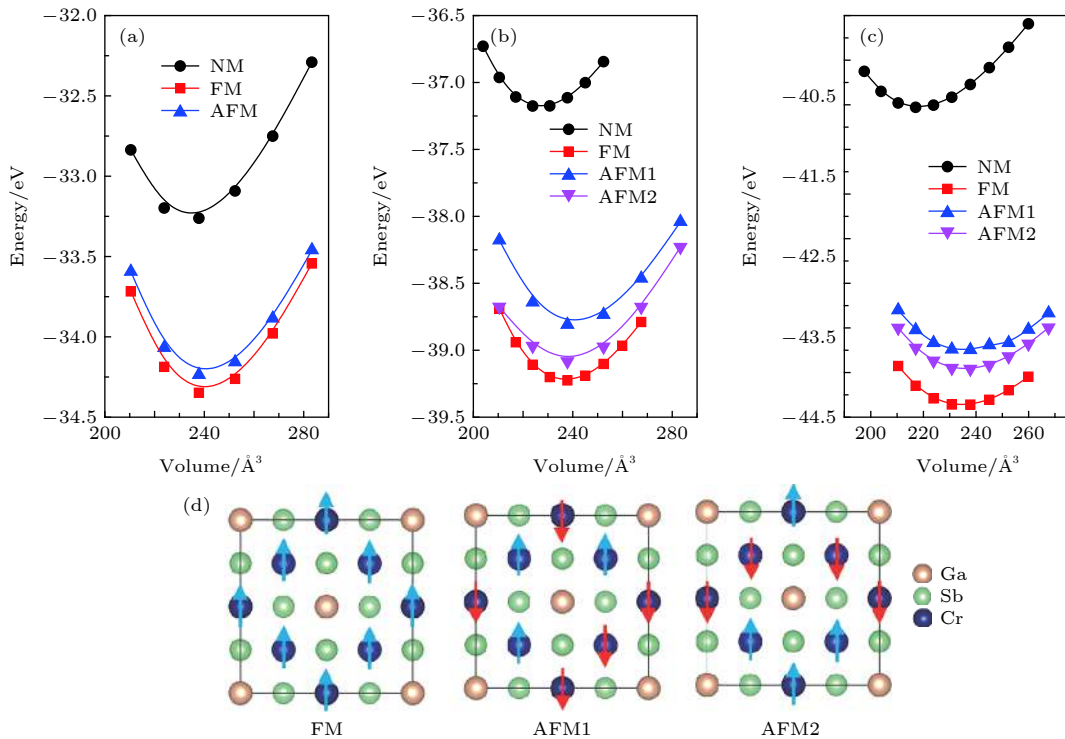 (a)
NM
FM
AFM
−32.0
−32.5
−33.0
−33.5
−34.0
−34.5
200
240
280
Energy/eV
Volume/Å³
(b)
NM
FM
AFM1
AFM2
−36.5
−37.0
−37.5
−38.0
−38.5
−39.0
−39.5
200
240
280
Energy/eV
Volume/Å³
(c)
NM
FM
AFM1
AFM2
−40.5
−41.5
−42.5
−43.5
−44.5
200
220
240
260
Energy/eV
Volume/Å³
(d)
Ga
Sb
Cr
FM
AFM1
AFM2